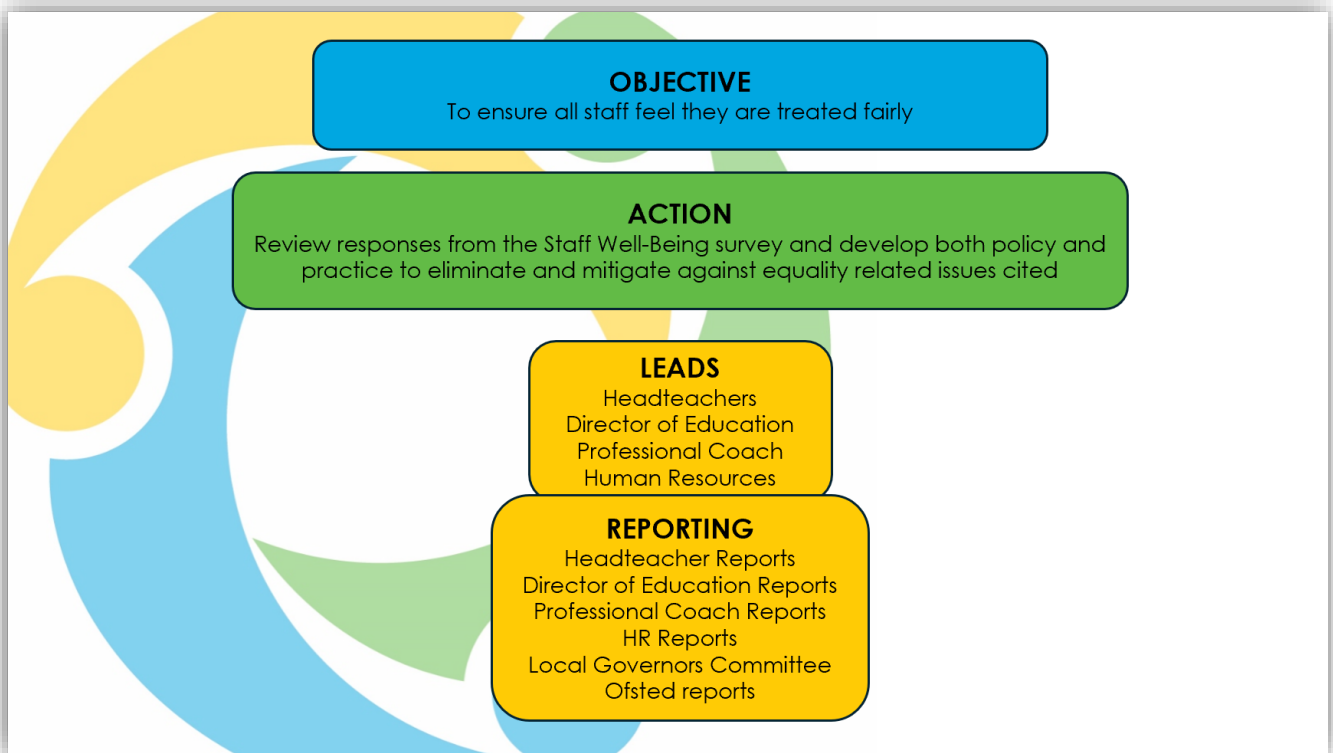 OBJECTIVE
To ensure all staff feel they are treated fairly
ACTION
Review responses from the Staff Well-Being survey and develop both policy and
practice to eliminate and mitigate against equality related issues cited
LEADS
Headteachers
Director of Education
Professional Coach
Human Resources
REPORTING
Headteacher Reports
Director of Education Reports
Professional Coach Reports
HR Reports
Local Governors Committee
Ofsted reports